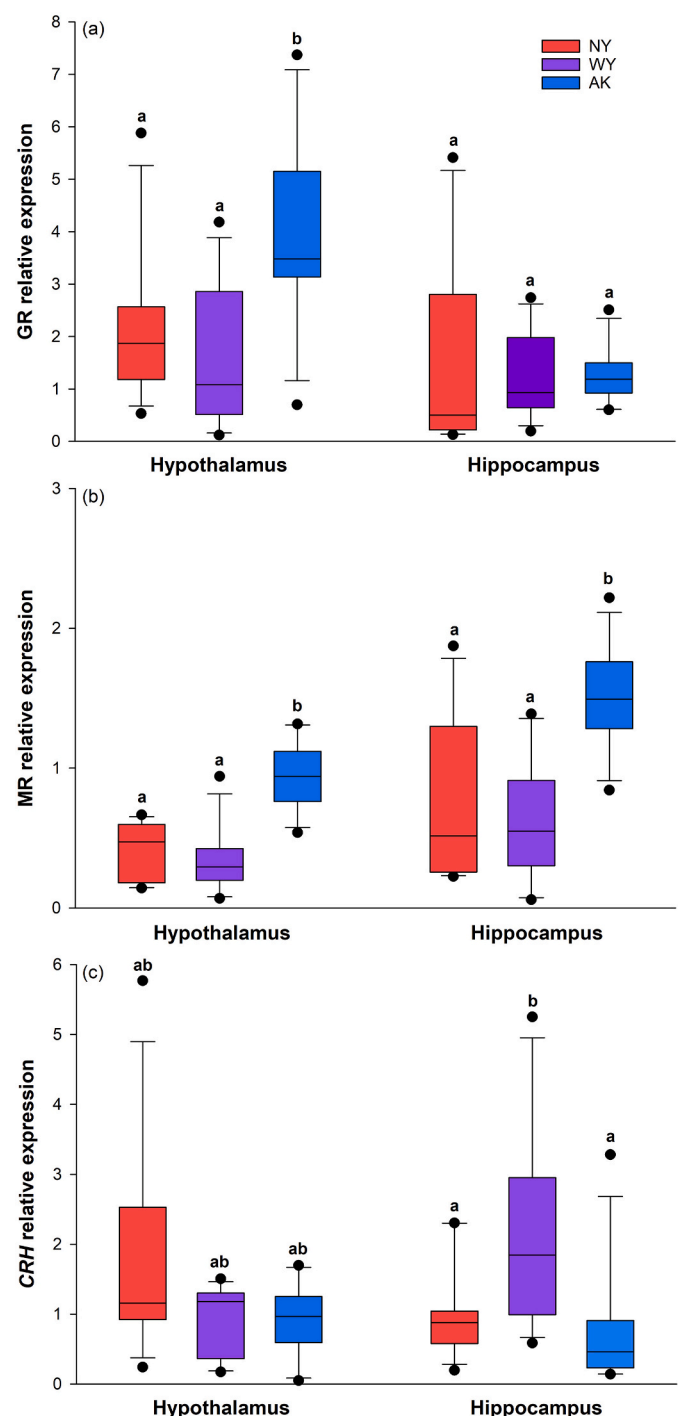 (a)
NY
WY
AK
GR relative expression
8
7
6
5
4
3
2
1
0
a
a
b
a
a
a
Hypothalamus
Hippocampus
(b)
MR relative expression
3
2
1
0
a
a
b
a
a
b
Hypothalamus
Hippocampus
(c)
CRH relative expression
6
5
4
3
2
1
0
ab
ab
ab
a
b
a
Hypothalamus
Hippocampus